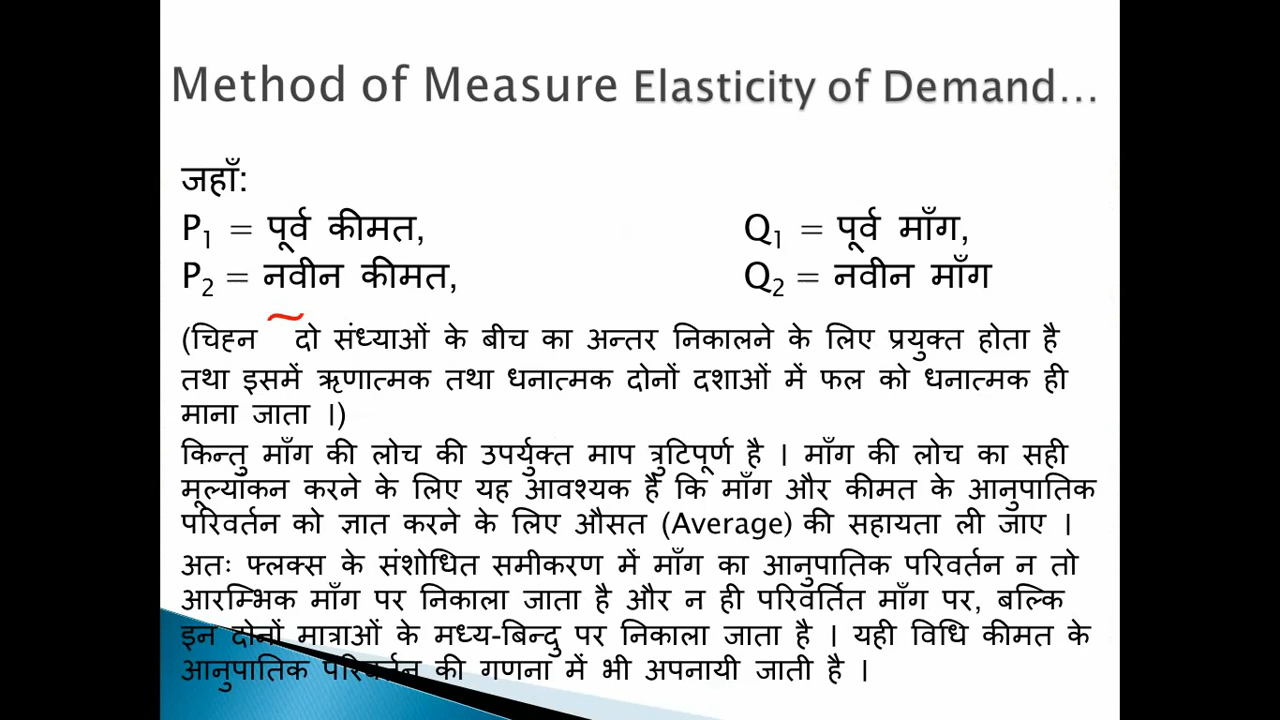 Method of Measure Elasticity of Demand...
जहाँ:
P₁ = पूर्व कीमत, Q₁ = पूर्व माँग,
P₂ = नवीन कीमत, Q₂ = नवीन माँग
(चिह्न ~ दो संध्याओं के बीच का अन्तर निकालने के लिए प्रयुक्त होता है
तथा इसमें ऋणात्मक तथा धनात्मक दोनों दशाओं में फल को धनात्मक ही
माना जाता ।)
किन्तु माँग की लोच की उपर्युक्त माप त्रुटिपूर्ण है । माँग की लोच का सही
मूल्यांकन करने के लिए यह आवश्यक है कि माँग और कीमत के आनुपातिक
परिवर्तन को ज्ञात करने के लिए औसत (Average) की सहायता ली जाए ।
अतः फ्लक्स के संशोधित समीकरण में माँग का आनुपातिक परिवर्तन न तो
आरम्भिक माँग पर निकाला जाता है और न ही परिवर्तित माँग पर, बल्कि
इन दोनों मात्राओं के मध्य-बिन्दु पर निकाला जाता है । यही विधि कीमत के
आनुपातिक परिवर्तन की गणना में भी अपनायी जाती है ।